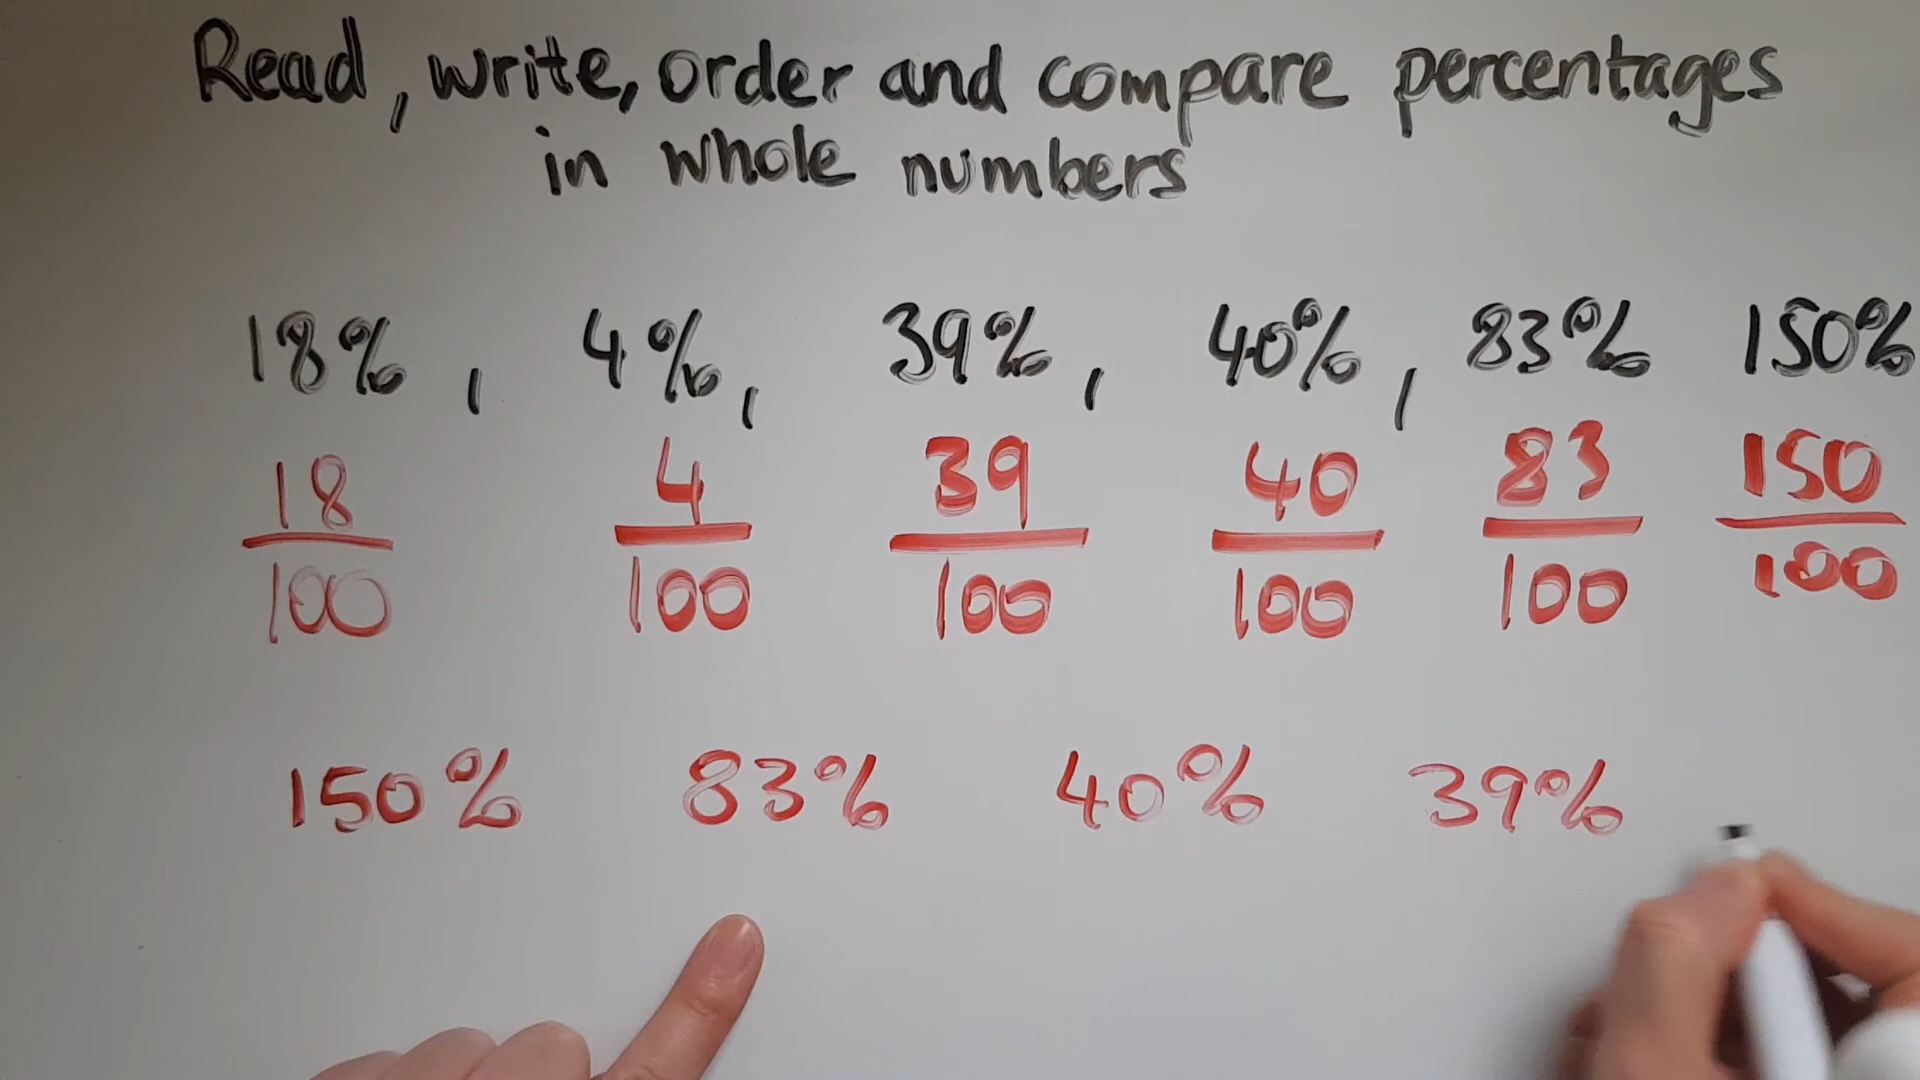 Read, write, order and compare percentages
in whole numbers
18%, 4%, 39%, 40%, 83% 150%
18/100 4/100 39/100 40/100 83/100 150/100
150% 83% 40% 39%